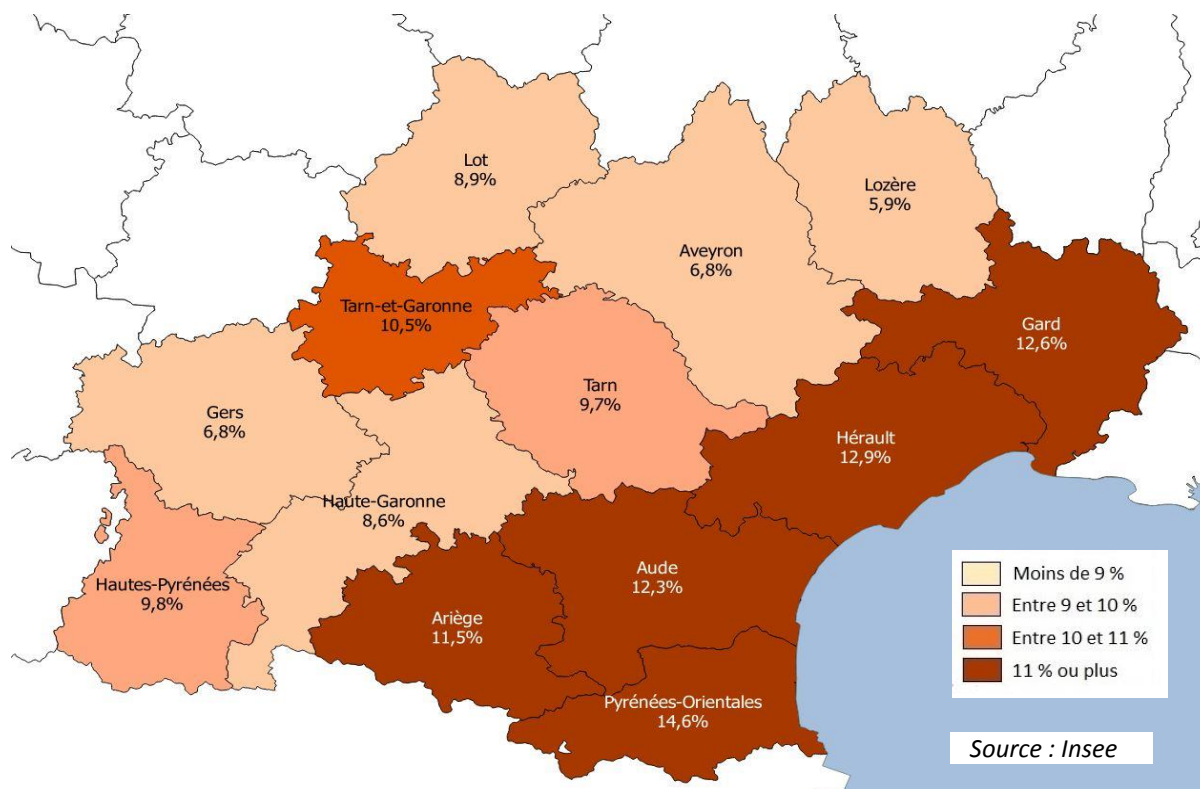 Lot
8,9%
Lozère
5,9%
Aveyron
6,8%
Tarn-et-Garonne
10,5%
Gard
12,6%
Tarn
9,7%
Gers
6,8%
Hérault
12,9%
Haute-Garonne
8,6%
Hautes-Pyrénées
9,8%
Aude
12,3%
Ariège
11,5%
Pyrénées-Orientales
14,6%
Moins de 9 %
Entre 9 et 10 %
Entre 10 et 11 %
11 % ou plus
Source : Insee